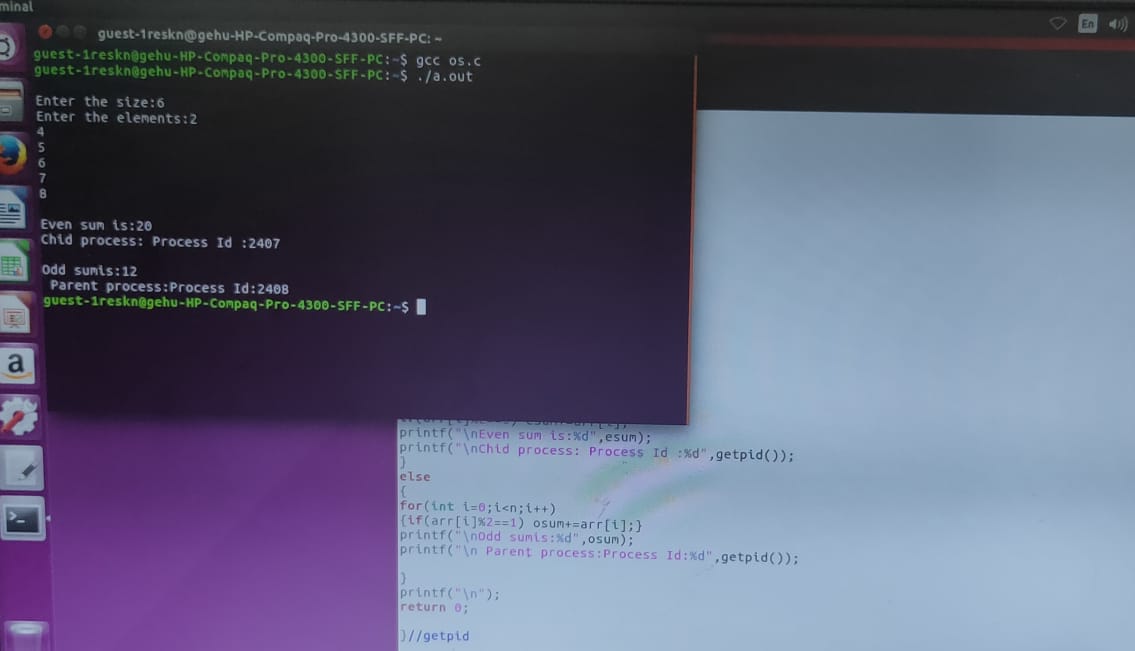 minal
En
guest-1reskn@gehu-HP-Compaq-Pro-4300-SFF-PC: ~
guest-1reskn@gehu-HP-Compaq-Pro-4300-SFF-PC:~$ gcc os.c
guest-1reskn@gehu-HP-Compaq-Pro-4300-SFF-PC:~$ ./a.out
Enter the size:6
Enter the elements:2
4
5
6
7
8
Even sum is:20
Chid process: Process Id :2407
Odd sumis:12
Parent process:Process Id:2408
guest-1reskn@gehu-HP-Compaq-Pro-4300-SFF-PC:~$
a
printf("\nEven sum is:%d",esum);
printf("\nChid process: Process Id :%d",getpid());
}
else
{
for(int i=0;i<n;i++)
{if(arr[i]%2==1) osum+=arr[i];}
printf("\nOdd sumis:%d",osum);
printf("\n Parent process:Process Id:%d",getpid());
}
printf("\n");
return 0;
}//getpid